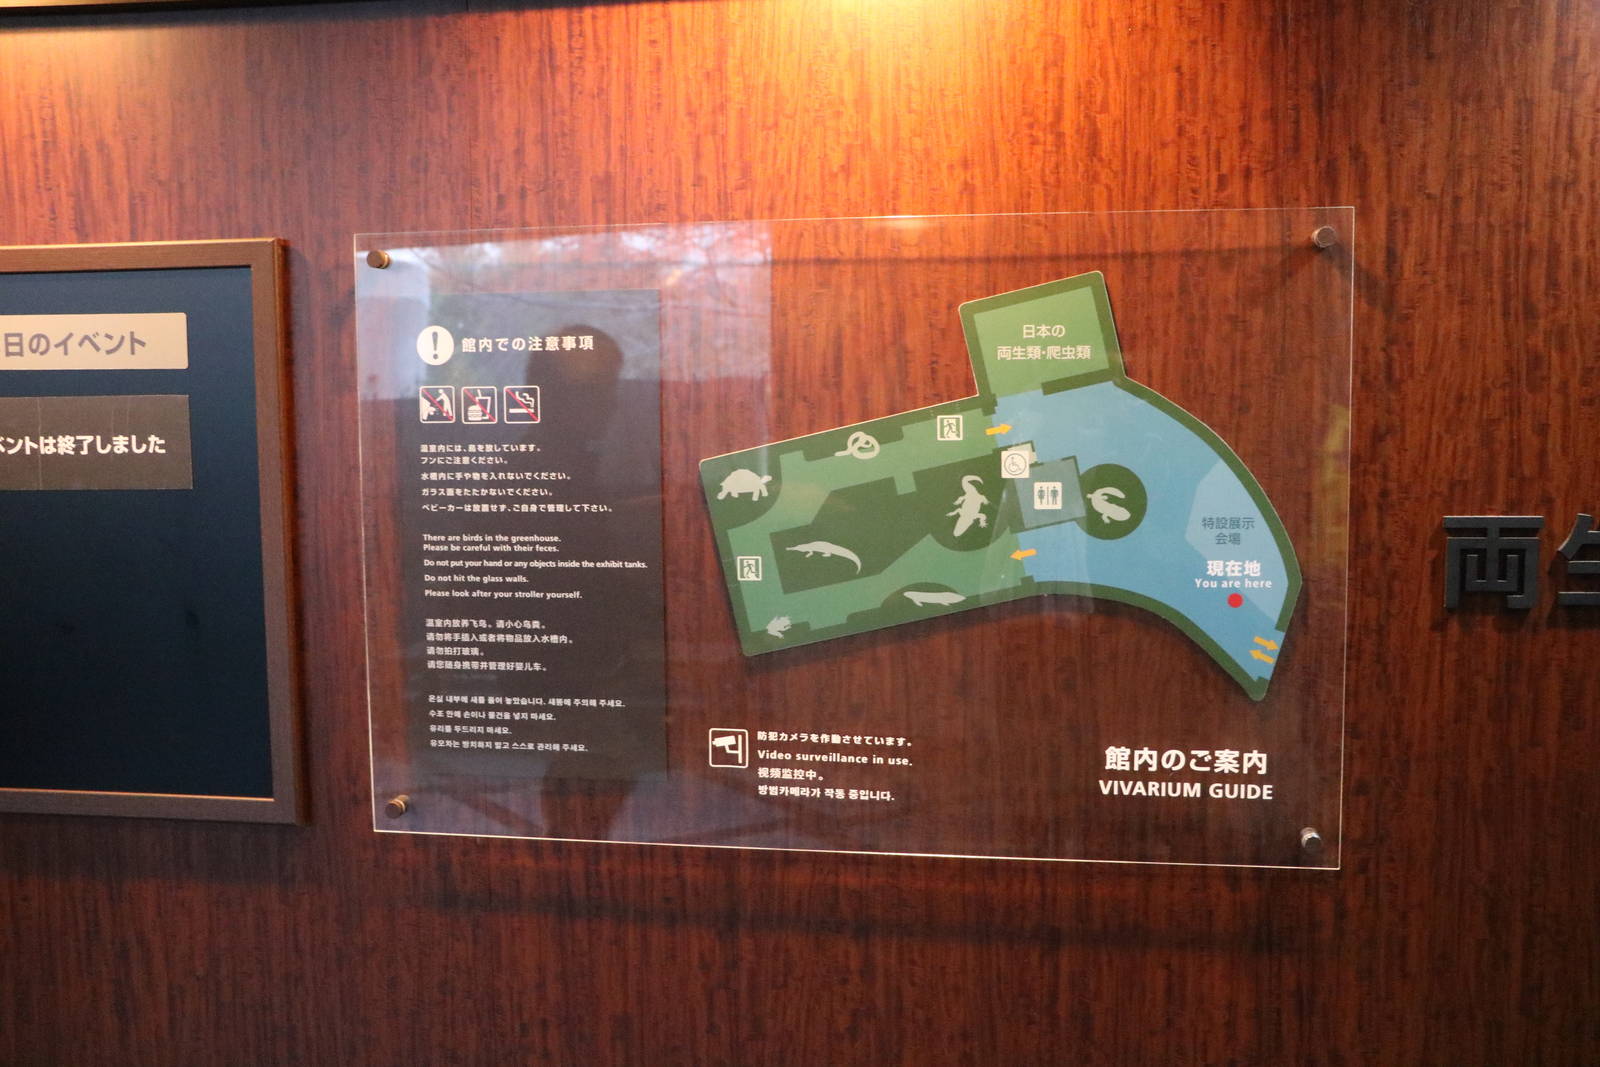 日のイベント
ベントは終了しました
館内での注意事項
温室内には、鳥を放しています。
フンにご注意ください。
水槽内に手や物を入れないでください。
ガラス面をたたかないでください。
ベビーカーは放置せず、ご自身で管理して下さい。
There are birds in the greenhouse.
Please be careful with their feces.
Do not put your hand or any objects inside the exhibit tanks.
Do not hit the glass walls.
Please look after your stroller yourself.
温室内放养飞鸟。请小心鸟粪。
请勿将手插入或者将物品放入水槽内。
请勿拍打玻璃。
请您随身携带并管理好婴儿车。
온실 내부에 새를 풀어 놓았습니다. 새똥에 주의해 주세요.
수조 안에 손이나 물건을 넣지 마세요.
유리를 두드리지 마세요.
유모차는 방치하지 말고 스스로 관리해 주세요.
日本の
両生類・爬虫類
特設展示
会場
現在地
You are here
防犯カメラを作動させています。
Video surveillance in use.
视频监控中。
방범카메라가 작동 중입니다.
館内のご案内
VIVARIUM GUIDE
両生